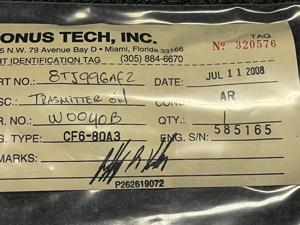 ONUS TECH, INC.
5 N.W. 79 Avenue Bay D • Miami, Florida 33166
RT IDENTIFICATION TAG (305) 884-6670
TAG
No 320576
RT NO.: 8TJ99GAF2
DATE: JUL 11 2008
SC.: TRASMITTER OIL
COND.: AR
R.: W0040B
QTY.: 1
G. TYPE: CF6-80A3
ENG. S/N: 585165
MARKS:
P262619072